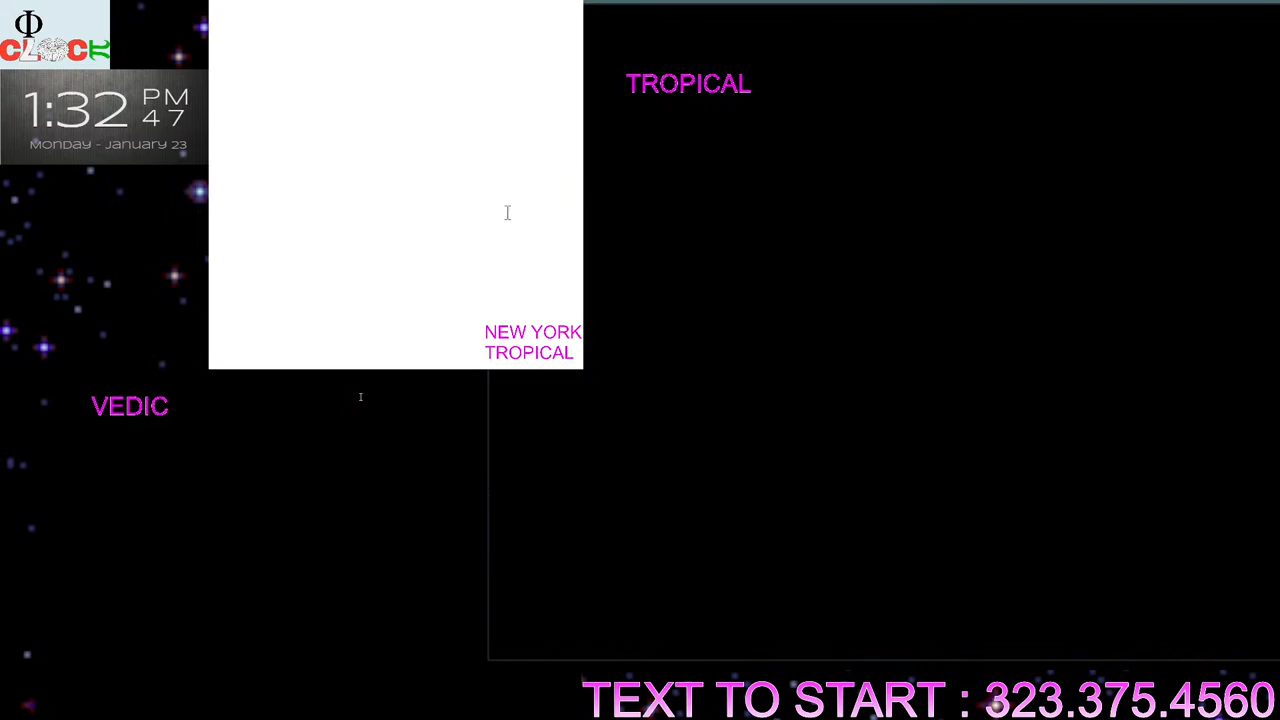 Φ
CLOCK
1:32 PM
47
Monday - January 23
TROPICAL
NEW YORK
TROPICAL
VEDIC
TEXT TO START : 323.375.4560